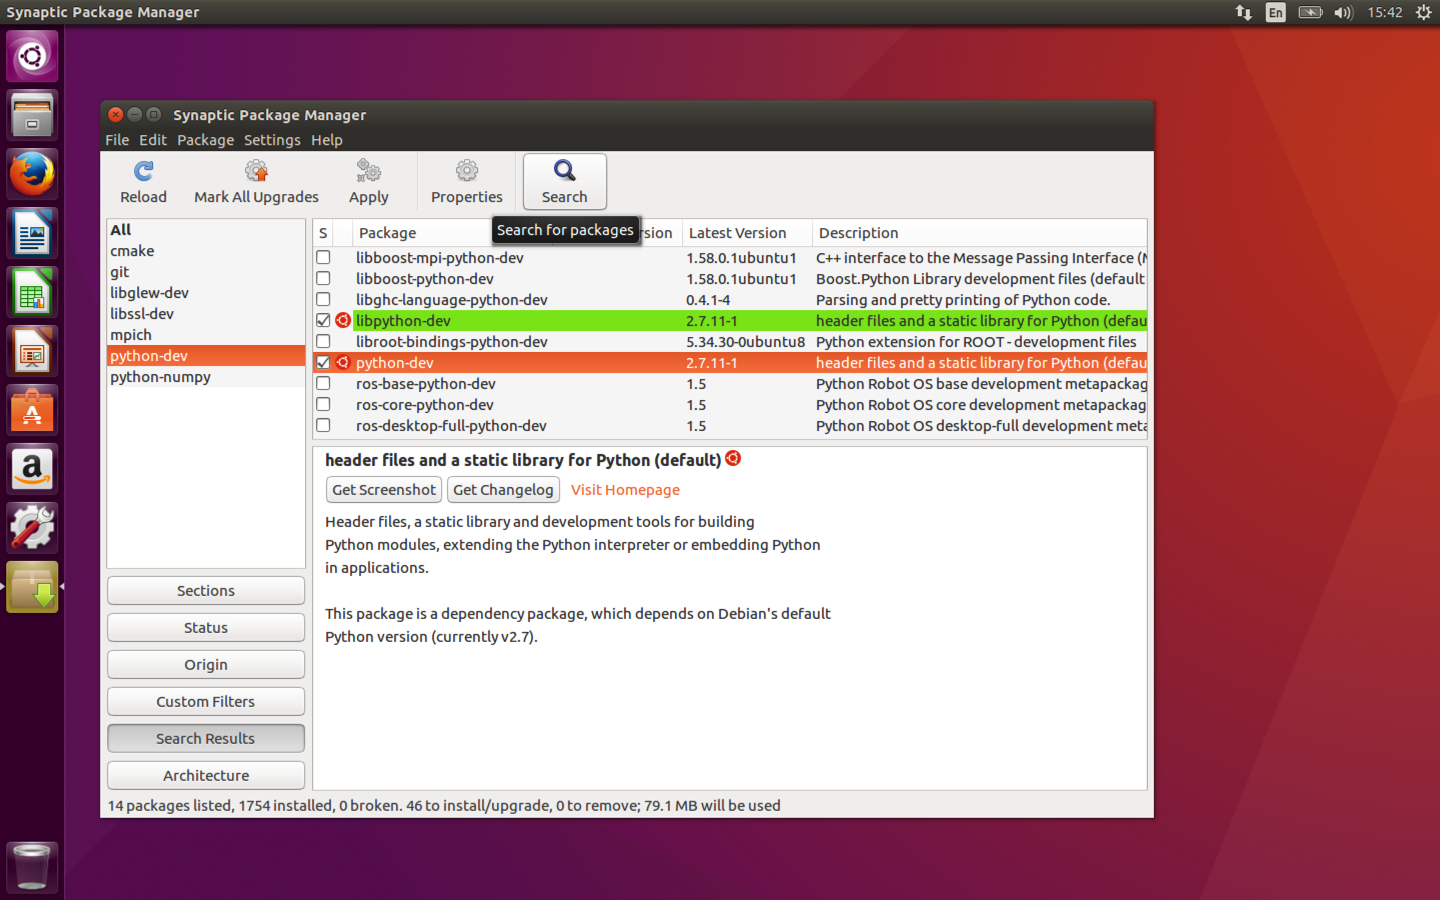 Synaptic Package Manager
En
15:42
Synaptic Package Manager
File Edit Package Settings Help
Reload
Mark All Upgrades
Apply
Properties
Search
All
cmake
git
libglew-dev
libssl-dev
mpich
python-dev
python-numpy
S Package rsion Latest Version Description
Search for packages
libboost-mpi-python-dev 1.58.0.1ubuntu1 C++ interface to the Message Passing Interface (
libboost-python-dev 1.58.0.1ubuntu1 Boost.Python Library development files (default
libghc-language-python-dev 0.4.1-4 Parsing and pretty printing of Python code.
libpython-dev 2.7.11-1 header files and a static library for Python (defau
libroot-bindings-python-dev 5.34.30-0ubuntu8 Python extension for ROOT - development files
python-dev 2.7.11-1 header files and a static library for Python (defau
ros-base-python-dev 1.5 Python Robot OS base development metapackag
ros-core-python-dev 1.5 Python Robot OS core development metapackag
ros-desktop-full-python-dev 1.5 Python Robot OS desktop-full development meta
header files and a static library for Python (default)
Get Screenshot Get Changelog Visit Homepage
Header files, a static library and development tools for building
Python modules, extending the Python interpreter or embedding Python
in applications.
This package is a dependency package, which depends on Debian's default
Python version (currently v2.7).
Sections
Status
Origin
Custom Filters
Search Results
Architecture
14 packages listed, 1754 installed, 0 broken. 46 to install/upgrade, 0 to remove; 79.1 MB will be used